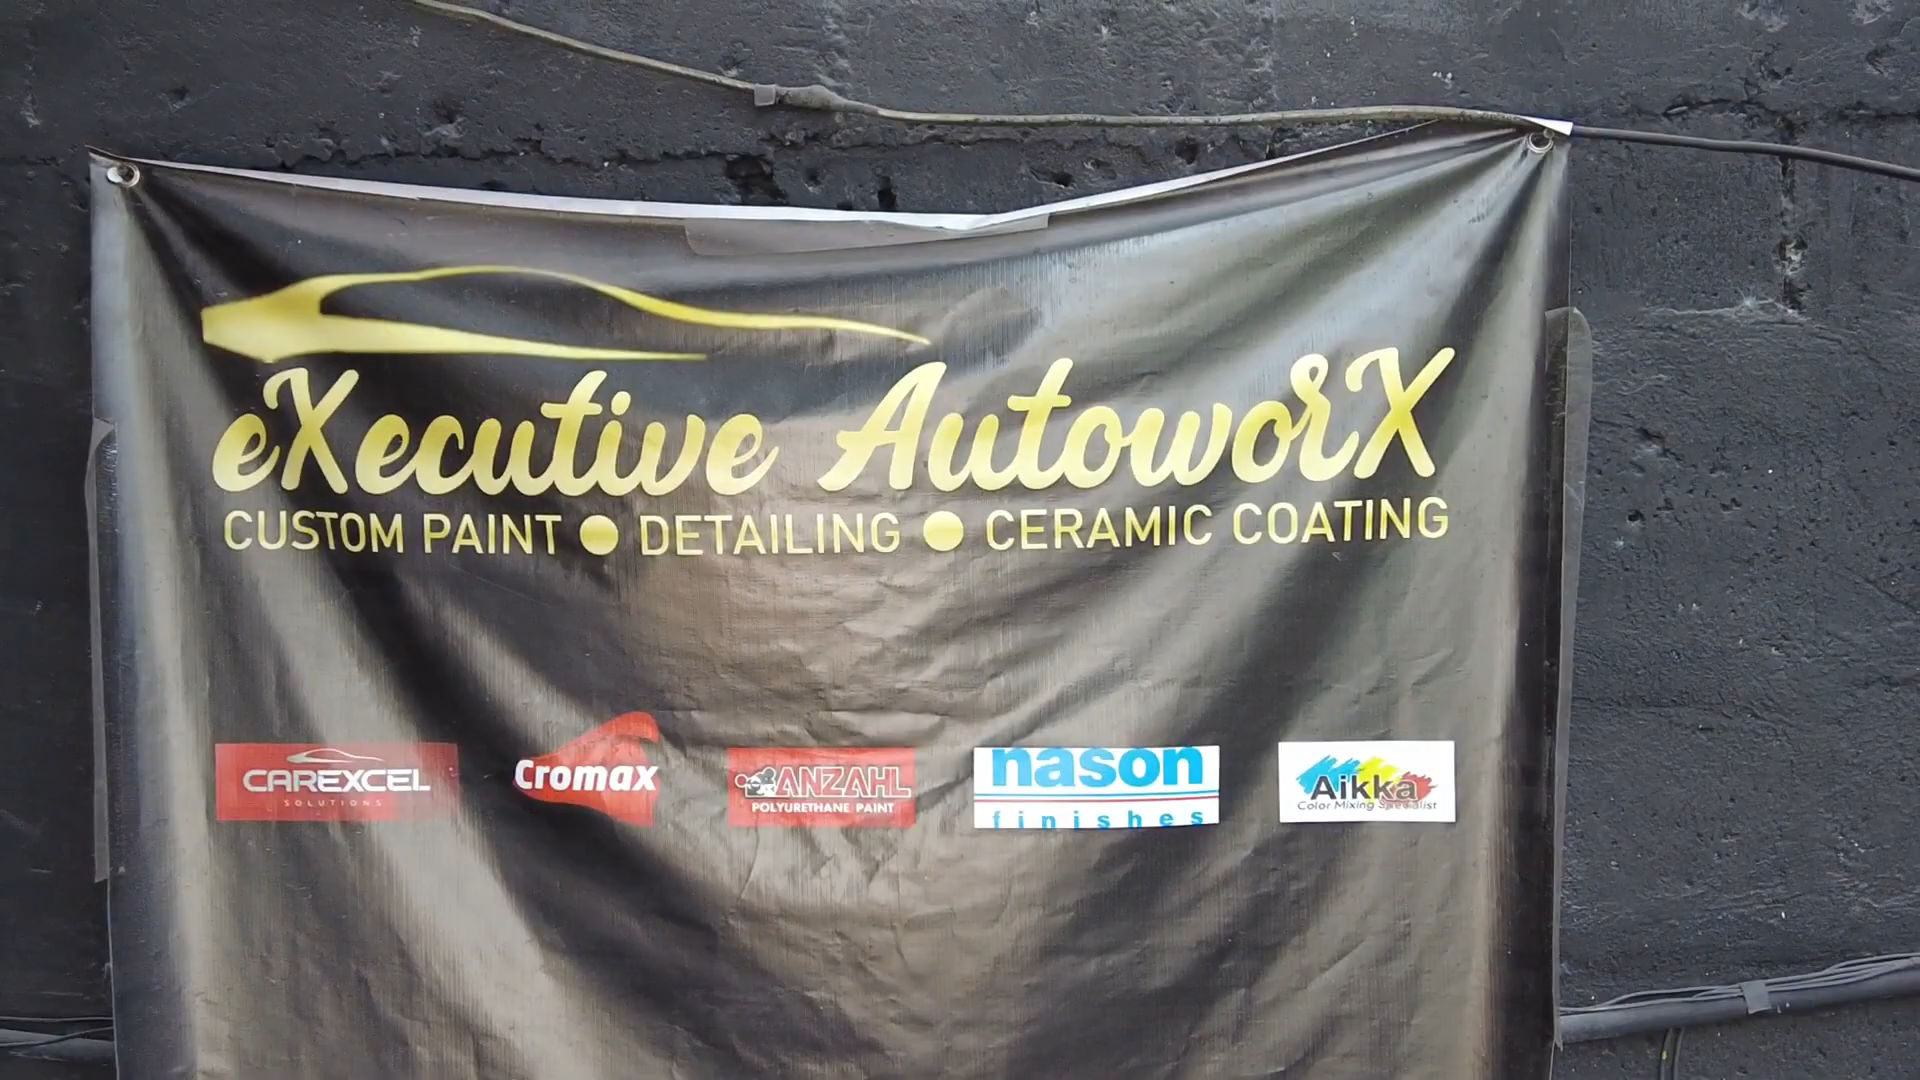 eXecutive AutoworX
CUSTOM PAINT ● DETAILING ● CERAMIC COATING
CAREXCEL
SOLUTIONS
Cromax
ANZAHL
POLYURETHANE PAINT
nason
finishes
Aikka
Color Mixing Specialist